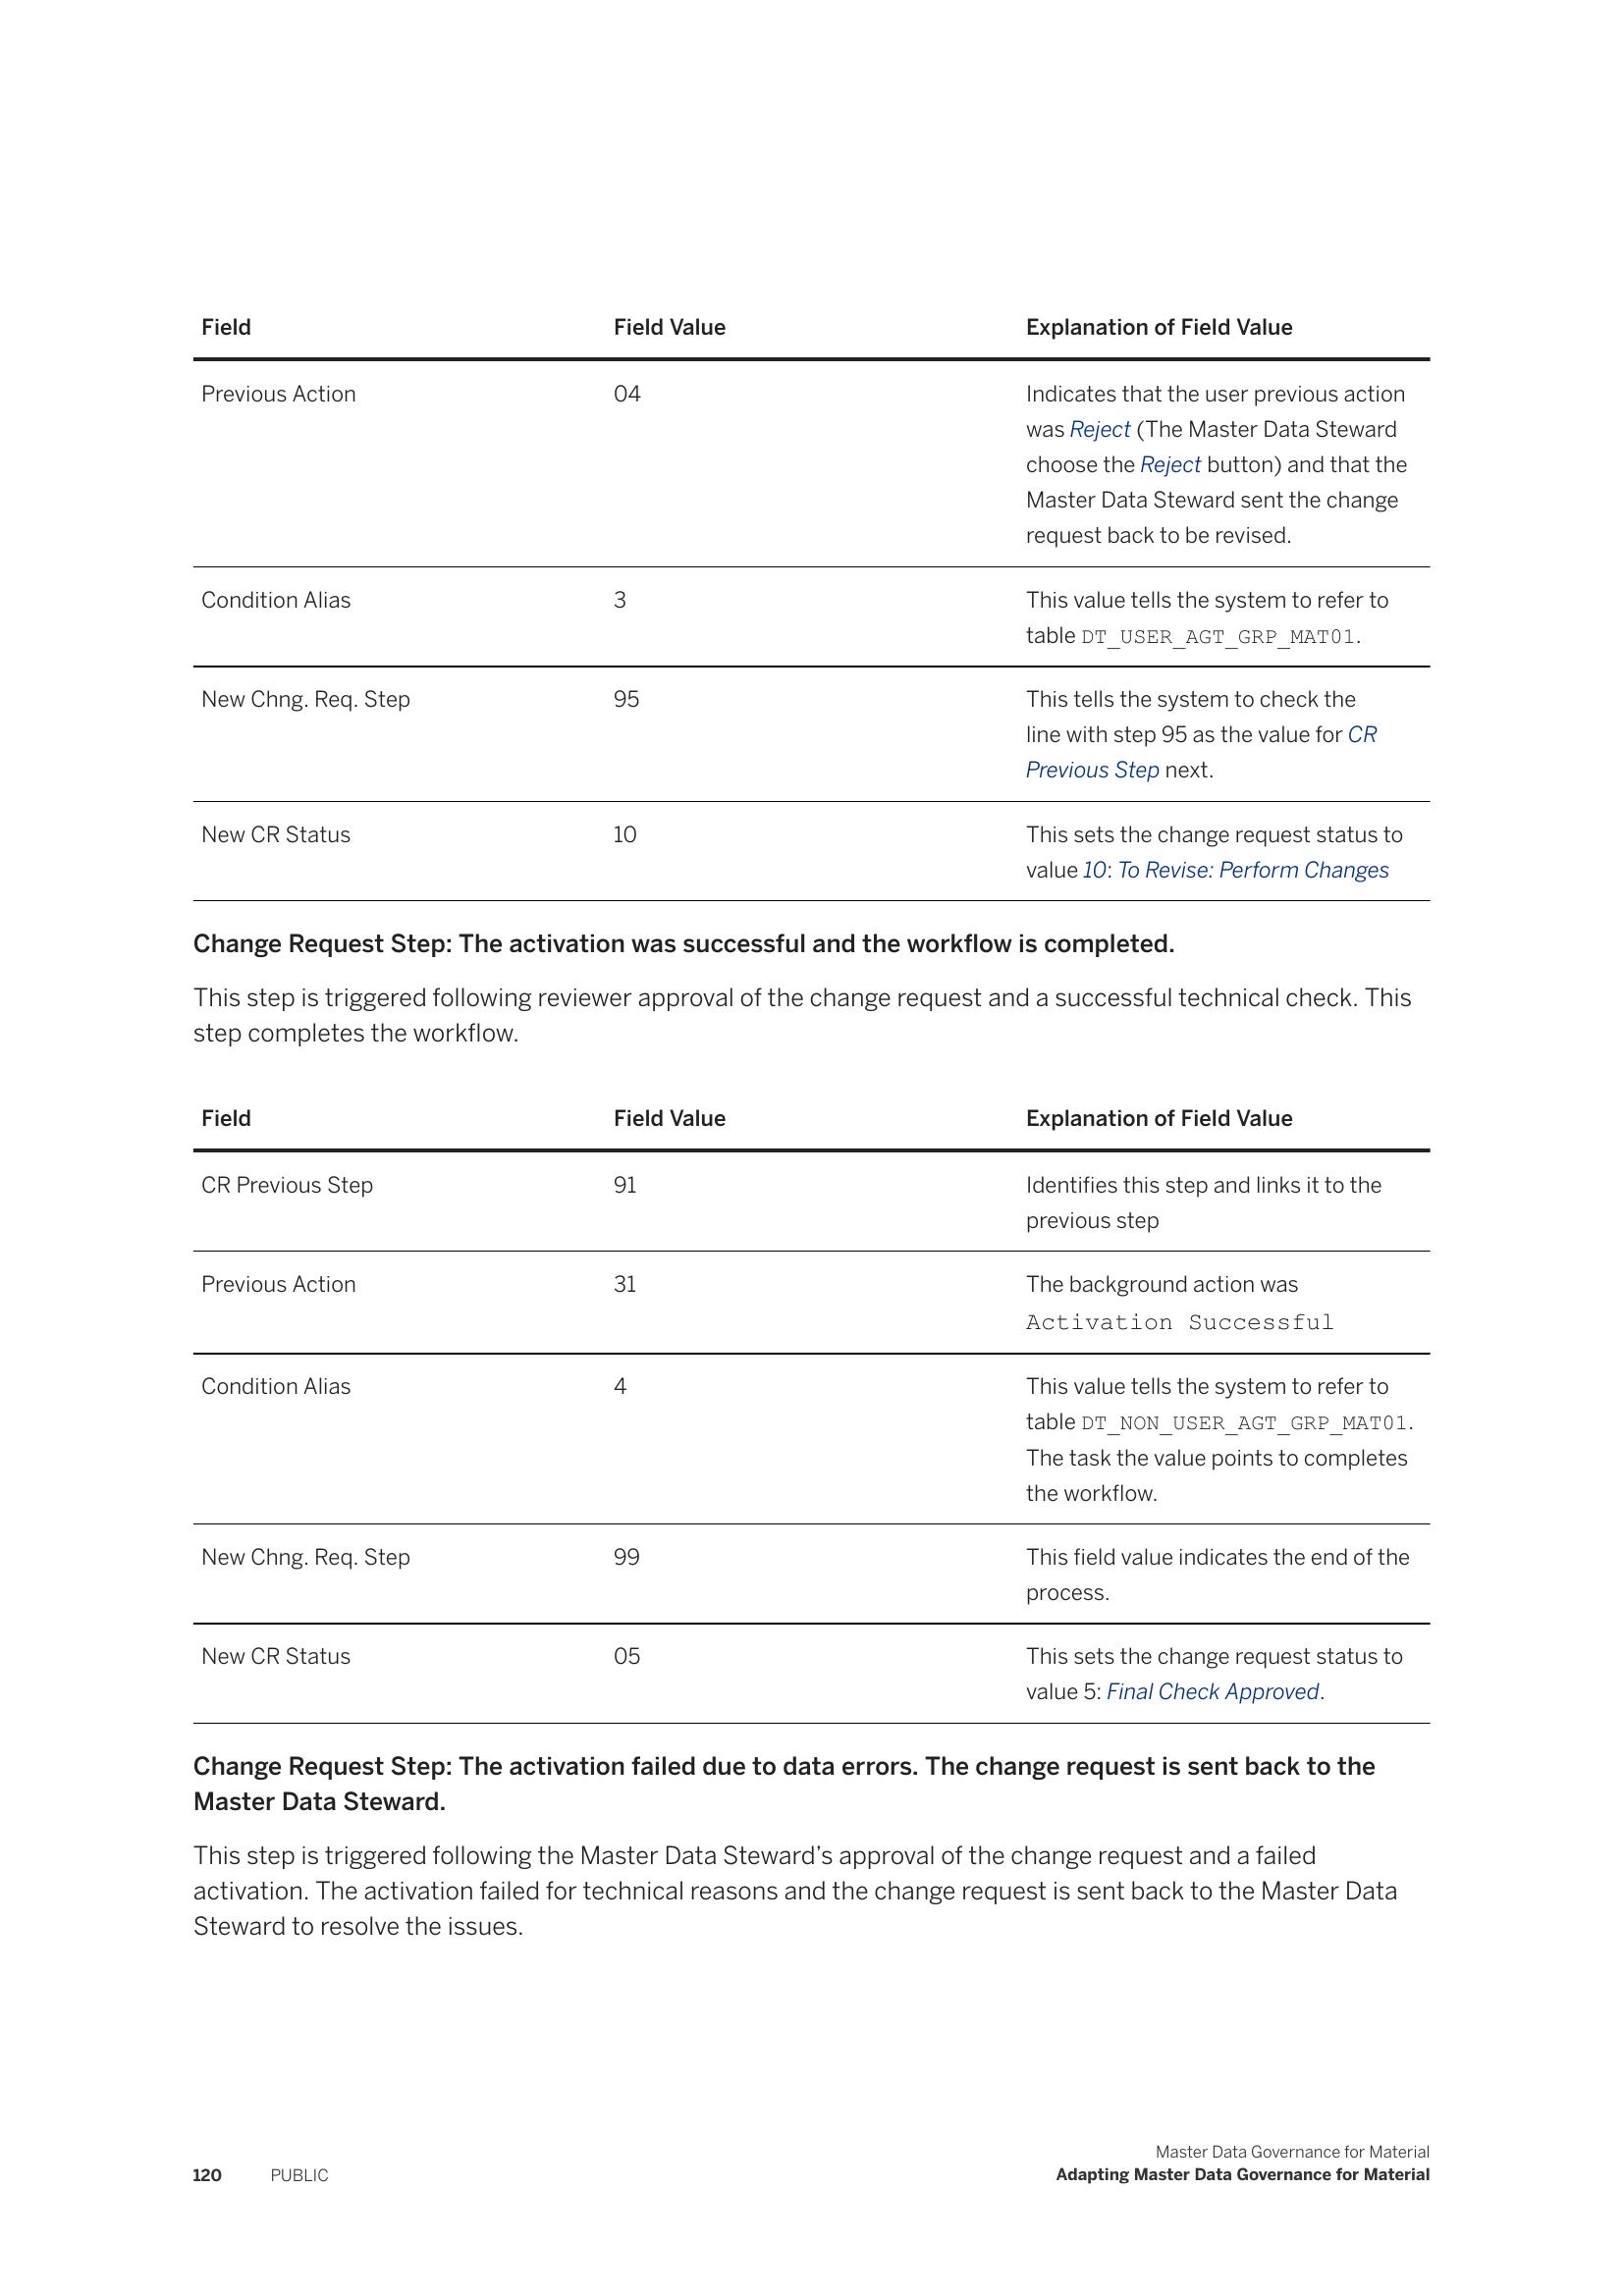 Field Field Value Explanation of Field Value
Previous Action 04 Indicates that the user previous action
was Reject (The Master Data Steward
choose the Reject button) and that the
Master Data Steward sent the change
request back to be revised.
Condition Alias 3 This value tells the system to refer to
table DT_USER_AGT_GRP_MAT01.
New Chng. Req. Step 95 This tells the system to check the
line with step 95 as the value for CR
Previous Step next.
New CR Status 10 This sets the change request status to
value 10: To Revise: Perform Changes
Change Request Step: The activation was successful and the workflow is completed.
This step is triggered following reviewer approval of the change request and a successful technical check. This
step completes the workflow.
Field Field Value Explanation of Field Value
CR Previous Step 91 Identifies this step and links it to the
previous step
Previous Action 31 The background action was
Activation Successful
Condition Alias 4 This value tells the system to refer to
table DT_NON_USER_AGT_GRP_MAT01.
The task the value points to completes
the workflow.
New Chng. Req. Step 99 This field value indicates the end of the
process.
New CR Status 05 This sets the change request status to
value 5: Final Check Approved.
Change Request Step: The activation failed due to data errors. The change request is sent back to the
Master Data Steward.
This step is triggered following the Master Data Steward’s approval of the change request and a failed
activation. The activation failed for technical reasons and the change request is sent back to the Master Data
Steward to resolve the issues.
Master Data Governance for Material
120 PUBLIC Adapting Master Data Governance for Material